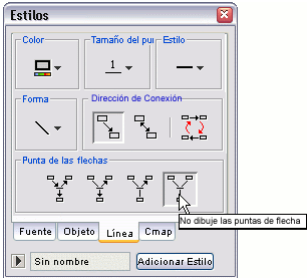 Estilos
Color
Tamaño del pu
Estilo
1
Forma
Dirección de Conexión
Punta de las flechas
No dibuje las puntas de flecha
Fuente
Objeto
Línea
Cmap
Sin nombre
Adicionar Estilo